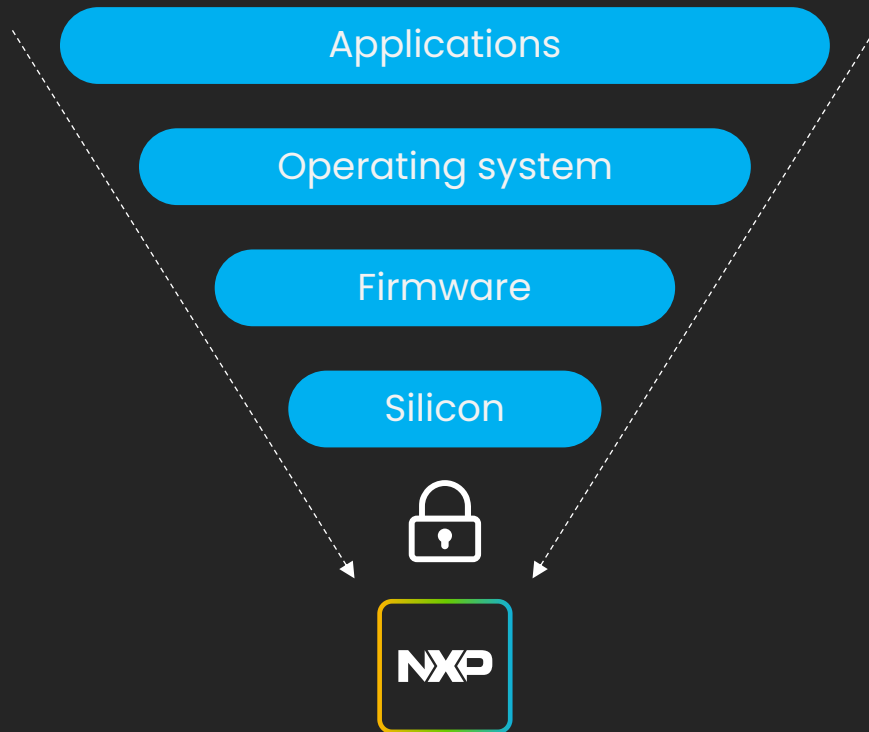 Applications
Operating system
Firmware
Silicon
NXP